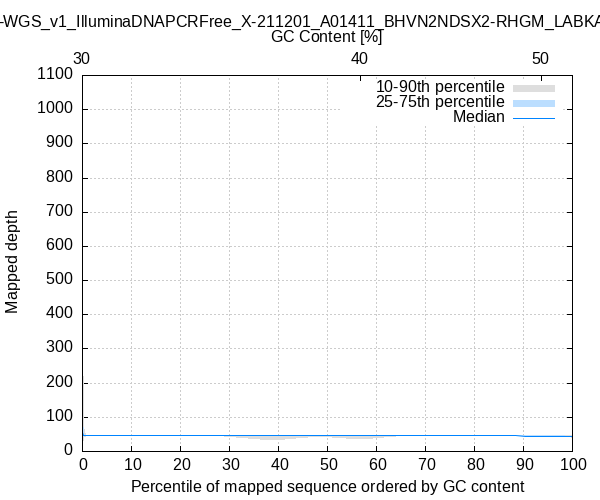 -WGS_v1_IlluminaDNAPCRFree_X-211201_A01411_BHVN2NDSX2-RHGM_LABKA
GC Content [%]
30 40 50
1100
1000
900
800
700
600
500
400
300
200
100
0
Mapped depth
10-90th percentile
25-75th percentile
Median
0 10 20 30 40 50 60 70 80 90 100
Percentile of mapped sequence ordered by GC content